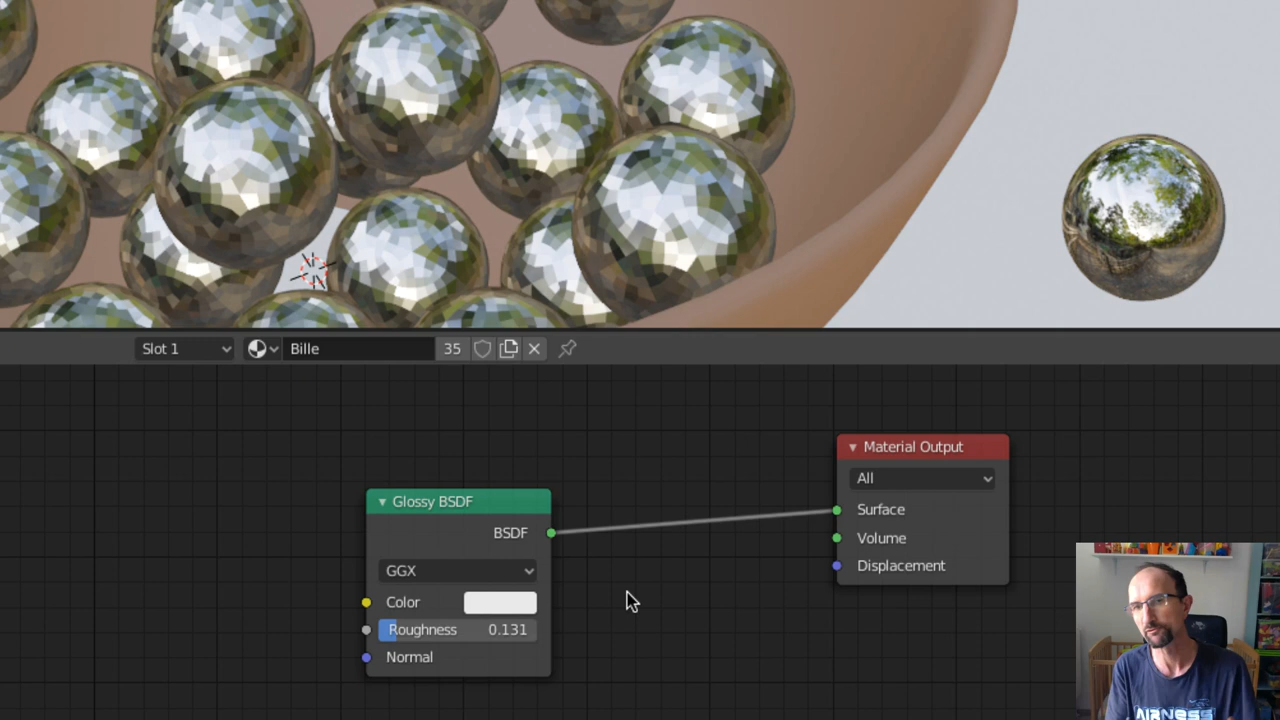 Slot 1
Bille
35
Material Output
All
Surface
Volume
Displacement
Glossy BSDF
BSDF
GGX
Color
Roughness 0.131
Normal